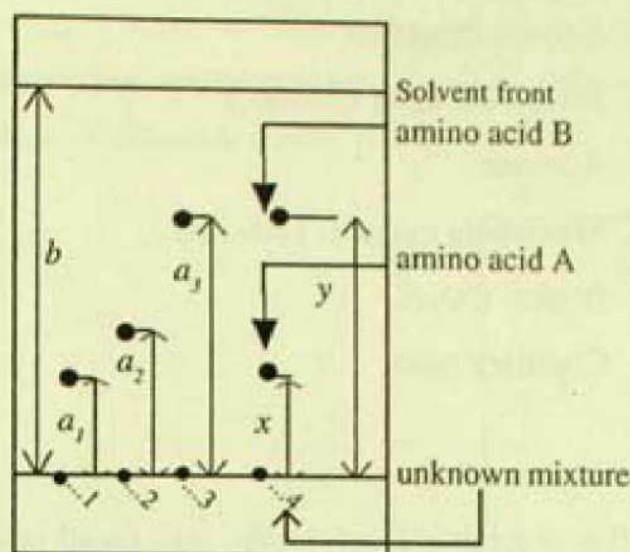 Solvent front
amino acid B
b
a3
amino acid A
y
a2
a1
x
unknown mixture
...1
...2
...3
...4